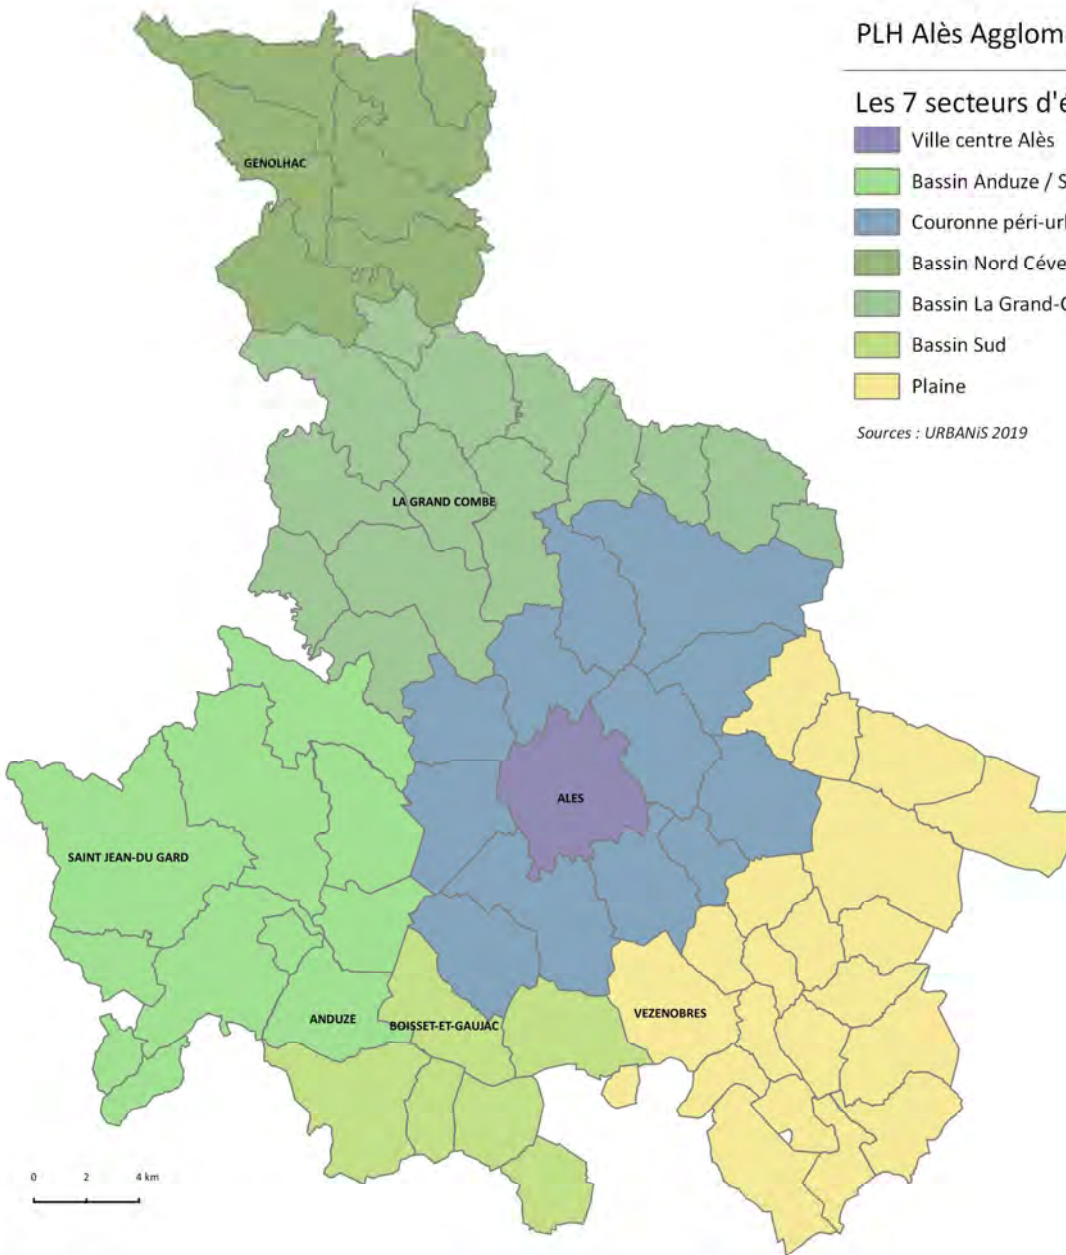 PLH Alès Agglom
Les 7 secteurs d'é
Ville centre Alès
Bassin Anduze / S
Couronne péri-url
Bassin Nord Céve
Bassin La Grand-C
Bassin Sud
Plaine
Sources : URBANiS 2019
GENOLHAC
LA GRAND COMBE
ALES
SAINT JEAN-DU GARD
ANDUZE
BOISSET-ET-GAUJAC
VEZENOBRES
0 2 4 km